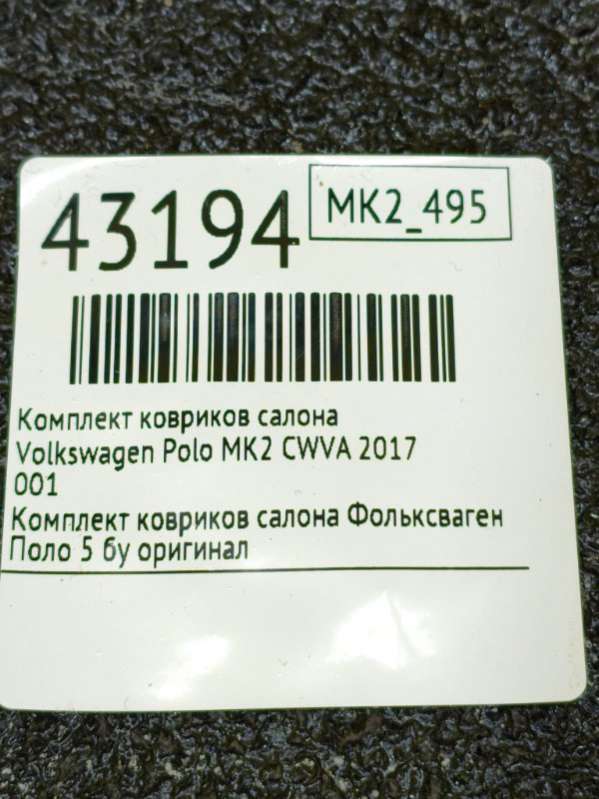 43194
MK2_495
Комплект ковриков салона
Volkswagen Polo MK2 CWVA 2017
001
Комплект ковриков салона Фольксваген
Поло 5 бу оригинал